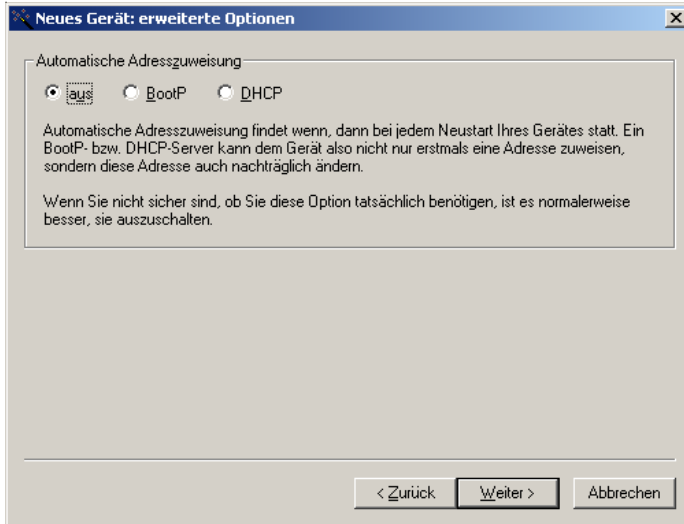 Neues Gerät: erweiterte Optionen
Automatische Adresszuweisung
aus BootP DHCP
Automatische Adresszuweisung findet wenn, dann bei jedem Neustart Ihres Gerätes statt. Ein
BootP- bzw. DHCP-Server kann dem Gerät also nicht nur erstmals eine Adresse zuweisen,
sondern diese Adresse auch nachträglich ändern.
Wenn Sie nicht sicher sind, ob Sie diese Option tatsächlich benötigen, ist es normalerweise
besser, sie auszuschalten.
< Zurück Weiter > Abbrechen